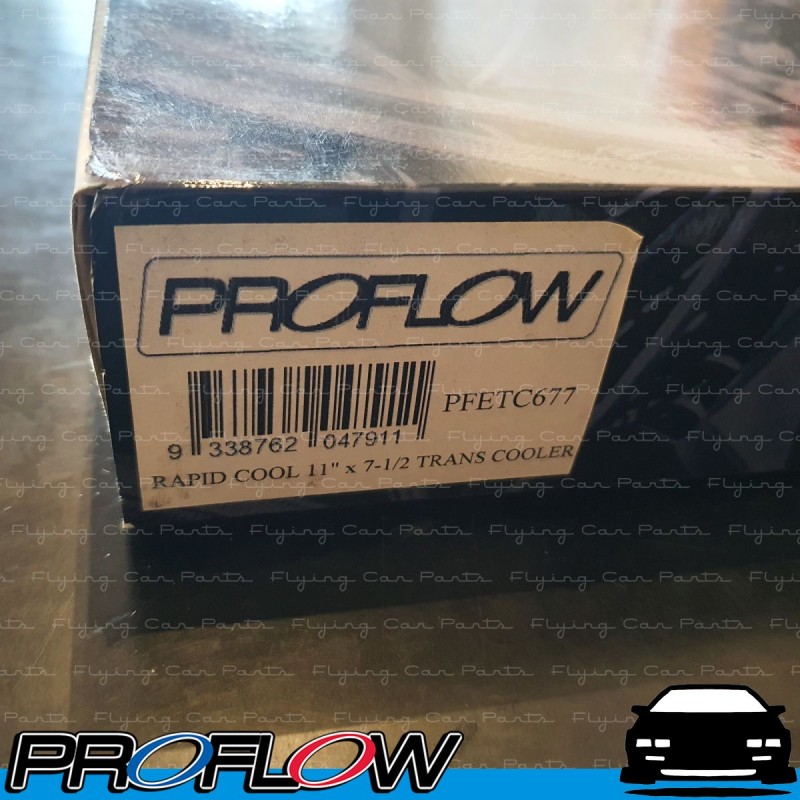 PROFLOW
PFETC677
9 338762 047911
RAPID COOL 11" x 7-1/2 TRANS COOLER
Flying Car Parts
PROFLOW